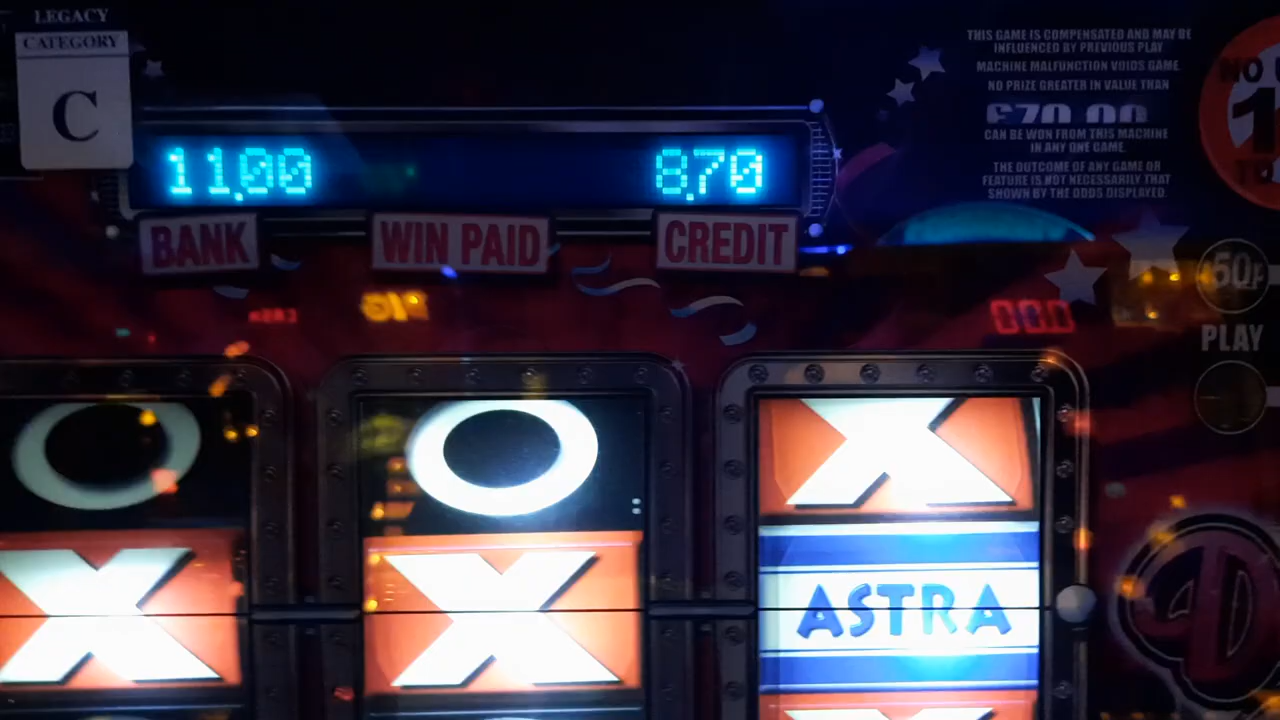 LEGACY
CATEGORY
C
THIS GAME IS COMPENSATED AND MAY BE
INFLUENCED BY PREVIOUS PLAY
MACHINE MALFUNCTION VOIDS GAME
NO PRIZE GREATER IN VALUE THAN
£70.00
CAN BE WON FROM THIS MACHINE
IN ANY ONE GAME.
THE OUTCOME OF ANY GAME OR
FEATURE IS NOT NECESSARILY THAT
SHOWN BY THE ODDS DISPLAYED.
11.00 8.70
BANK WIN PAID CREDIT
NO
1
50p
PLAY
O O X
X X ASTRA